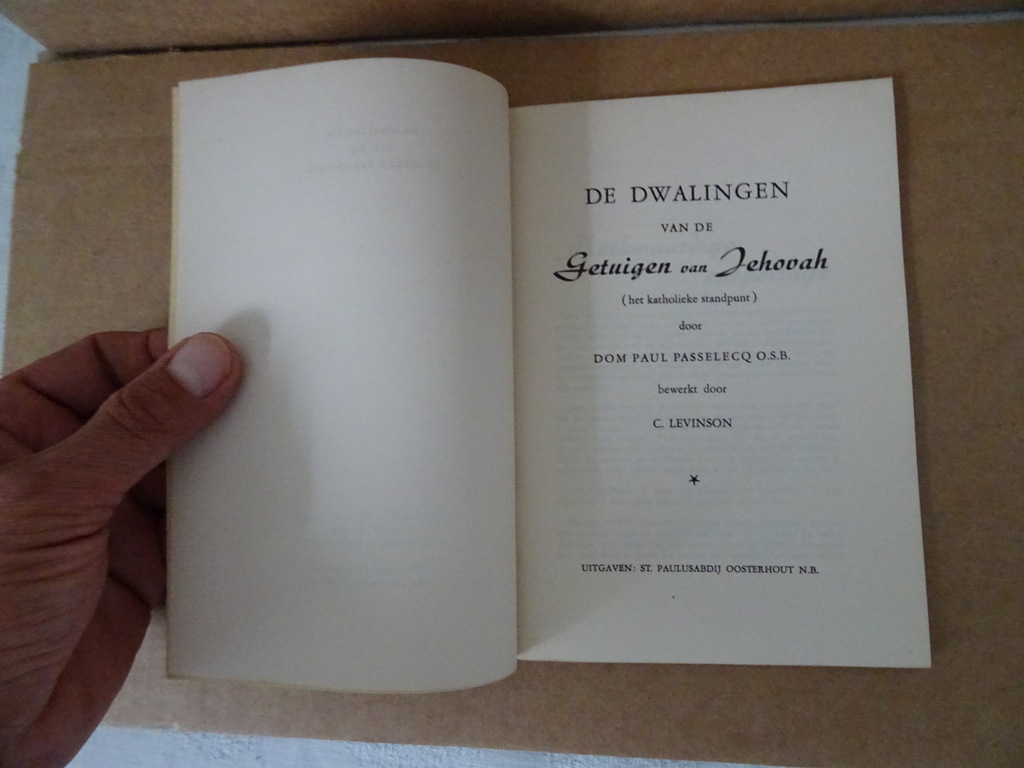 DE DWALINGEN
VAN DE
Getuigen van Jehovah
(het katholieke standpunt)
door
DOM PAUL PASSELECQ O.S.B.
bewerkt door
C. LEVINSON
UITGAVEN: ST. PAULUSABDIJ OOSTERHOUT N.B.